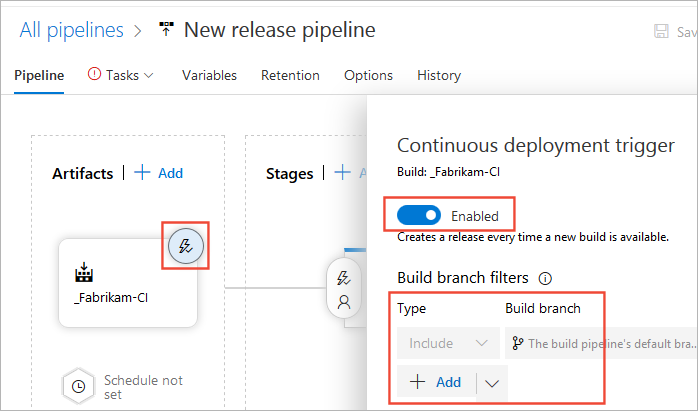 All pipelines > New release pipeline
Sav
Pipeline Tasks Variables Retention Options History
Artifacts | + Add
Stages | + A
_Fabrikam-CI
Schedule not
set
Continuous deployment trigger
Build: _Fabrikam-CI
Enabled
Creates a release every time a new build is available.
Build branch filters
Type Build branch
Include The build pipeline's default bra...
+ Add